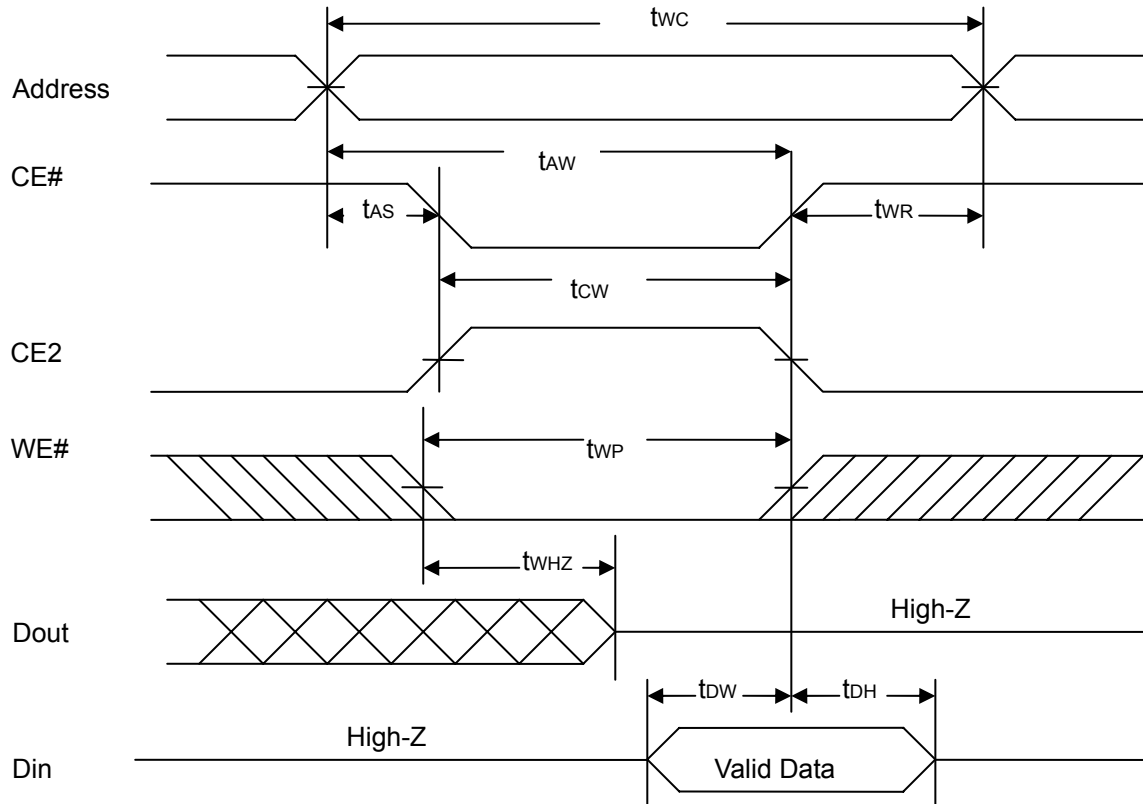 tWC
Address
tAW
CE#
tAS
tWR
tCW
CE2
tWP
WE#
tWHZ
High-Z
Dout
tDW
tDH
High-Z
Valid Data
Din